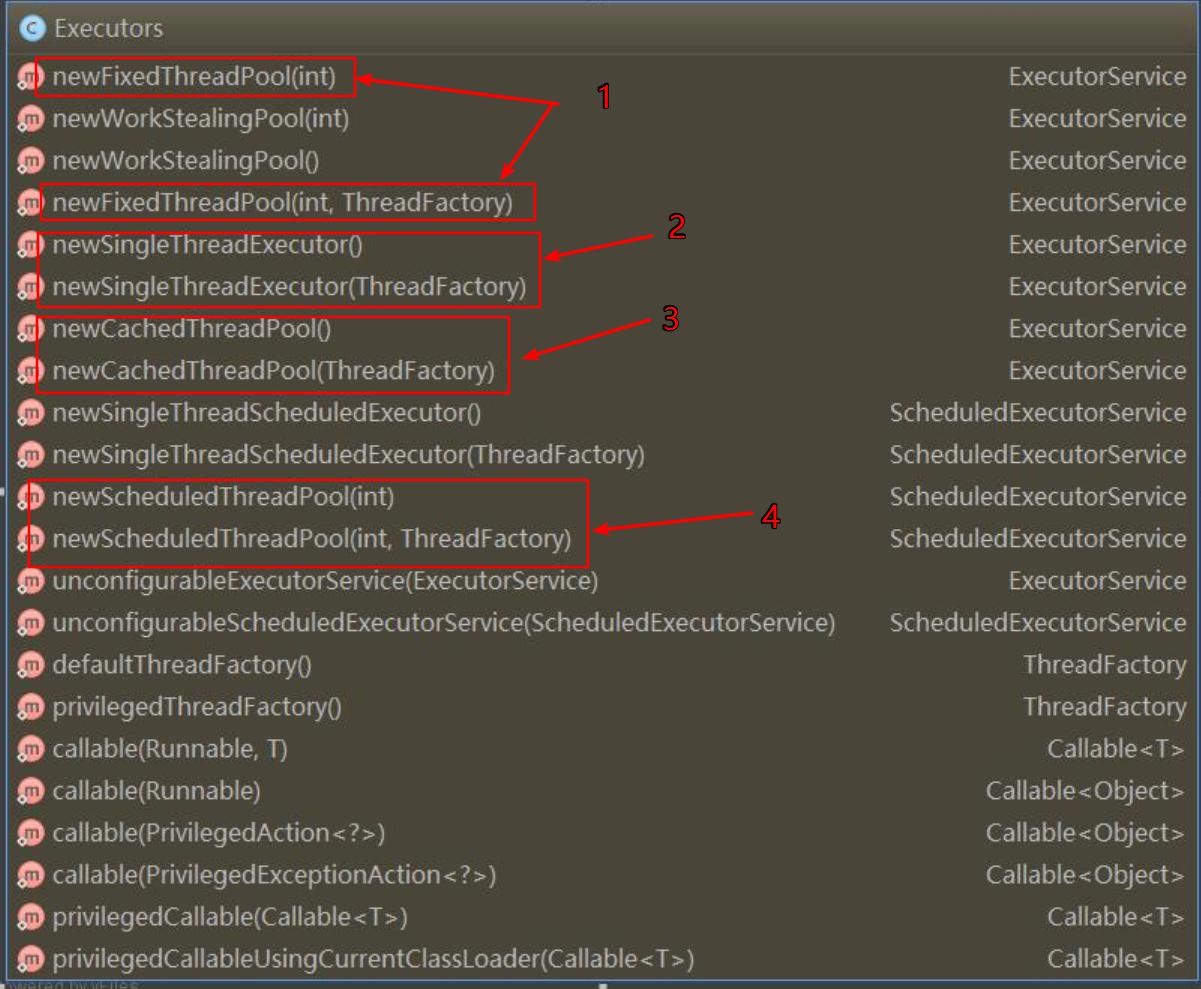 C Executors
m newFixedThreadPool(int) ExecutorService
1
m newWorkStealingPool(int) ExecutorService
m newWorkStealingPool() ExecutorService
m newFixedThreadPool(int, ThreadFactory) ExecutorService
2
m newSingleThreadExecutor() ExecutorService
m newSingleThreadExecutor(ThreadFactory) ExecutorService
3
m newCachedThreadPool() ExecutorService
m newCachedThreadPool(ThreadFactory) ExecutorService
m newSingleThreadScheduledExecutor() ScheduledExecutorService
m newSingleThreadScheduledExecutor(ThreadFactory) ScheduledExecutorService
m newScheduledThreadPool(int) ScheduledExecutorService
4
m newScheduledThreadPool(int, ThreadFactory) ScheduledExecutorService
m unconfigurableExecutorService(ExecutorService) ExecutorService
m unconfigurableScheduledExecutorService(ScheduledExecutorService) ScheduledExecutorService
m defaultThreadFactory() ThreadFactory
m privilegedThreadFactory() ThreadFactory
m callable(Runnable, T) Callable<T>
m callable(Runnable) Callable<Object>
m callable(PrivilegedAction<?>) Callable<Object>
m callable(PrivilegedExceptionAction<?>) Callable<Object>
m privilegedCallable(Callable<T>) Callable<T>
m privilegedCallableUsingCurrentClassLoader(Callable<T>) Callable<T>
owered by yFiles